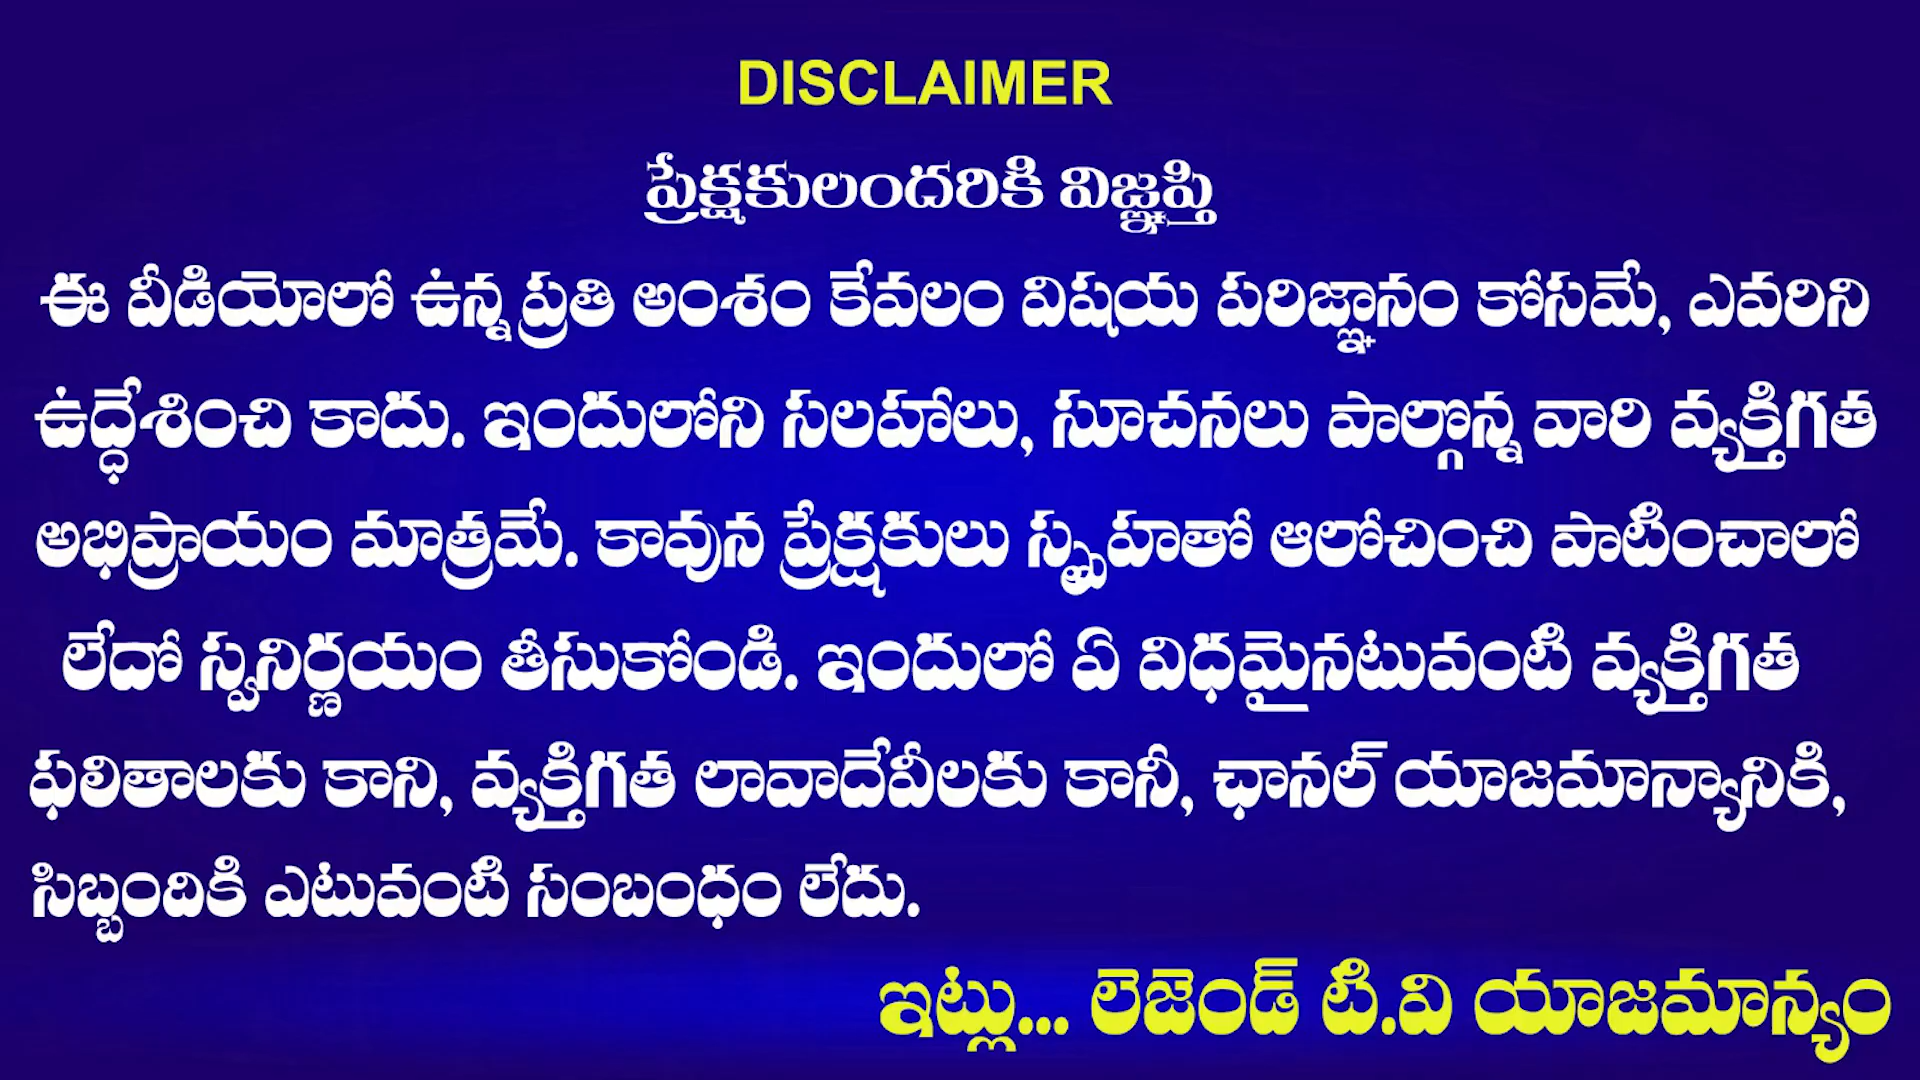 DISCLAIMER
ప్రేక్షకులందరికి విజ్ఞప్తి
ఈ వీడియోలో ఉన్న ప్రతి అంశం కేవలం విషయ పరిజ్ఞానం కోసమే, ఎవరిని
ఉద్ధేశించి కాదు. ఇందులోని సలహాలు, సూచనలు పాల్గొన్న వారి వ్యక్తిగత
అభిప్రాయం మాత్రమే. కావున ప్రేక్షకులు స్పృహతో ఆలోచించి పాటించాలో
లేదో స్వనిర్ణయం తీసుకోండి. ఇందులో ఏ విధమైనటువంటి వ్యక్తిగత
ఫలితాలకు కాని, వ్యక్తిగత లావాదేవీలకు కానీ, ఛానల్ యాజమాన్యానికి,
సిబ్బందికి ఎటువంటి సంబంధం లేదు.
ఇట్లు... లెజెండ్ టి.వి యాజమాన్యం